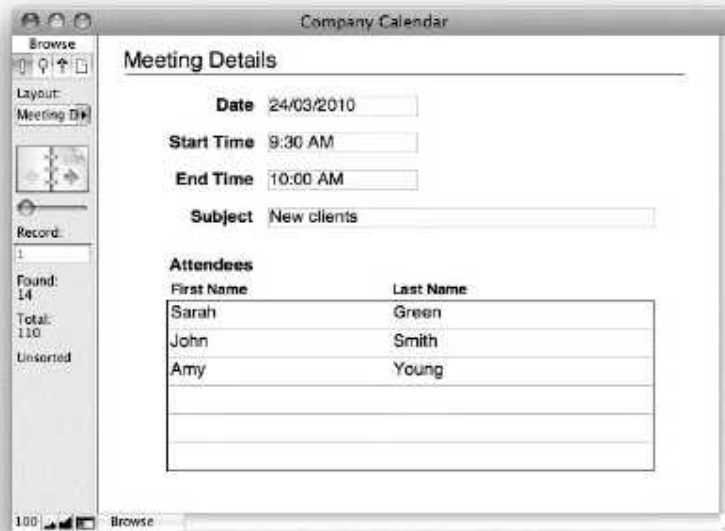 Company Calendar
Browse
Layout:
Meeting D
Record:
1
Found:
14
Total:
110
Unsorted
Meeting Details
Date 24/03/2010
Start Time 9:30 AM
End Time 10:00 AM
Subject New clients
Attendees
First Name Last Name
Sarah Green
John Smith
Amy Young
100 Browse